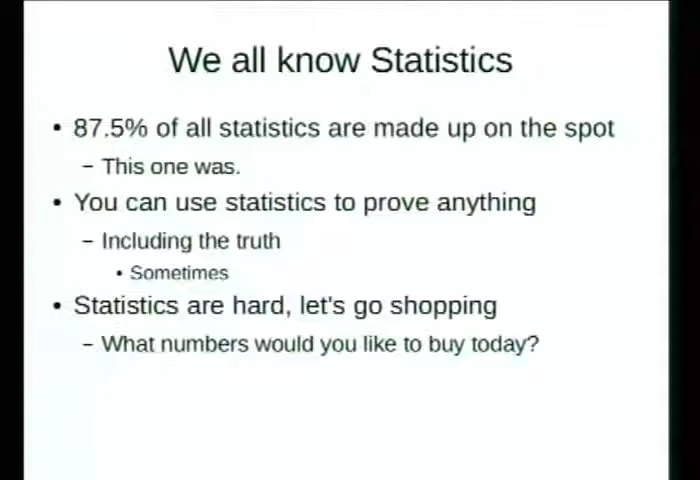 We all know Statistics
• 87.5% of all statistics are made up on the spot
– This one was.
• You can use statistics to prove anything
– Including the truth
• Sometimes
• Statistics are hard, let's go shopping
– What numbers would you like to buy today?